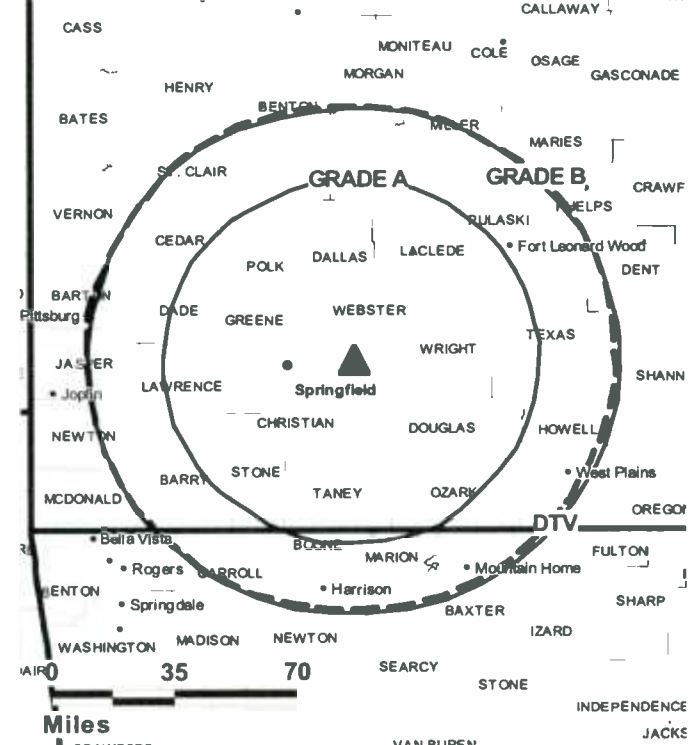 CALLAWAY
CASS
MONITEAU
COLE
OSAGE
MORGAN
GASCONADE
HENRY
BENTON
BATES
MILLER
MARIES
ST. CLAIR
GRADE A
GRADE B
CRAWF
VERNON
PHELPS
PULASKI
CEDAR
Fort Leonard Wood
DALLAS
LACLEDE
POLK
DENT
BARTON
DADE
WEBSTER
Pittsburg
GREENE
TEXAS
WRIGHT
JASPER
SHANN
LAWRENCE
Springfield
Joplin
CHRISTIAN
DOUGLAS
HOWELL
NEWTON
STONE
West Plains
BARRY
TANEY
OZARK
MCDONALD
OREGON
DTV
Bella Vista
BOONE
FULTON
MARION
Rogers
CARROLL
Mountain Home
Harrison
BENTON
SHARP
Springdale
BAXTER
IZARD
WASHINGTON
MADISON
NEWTON
SEARCY
0 35 70
STONE
INDEPENDENCE
Miles
JACKS
VAN BUREN